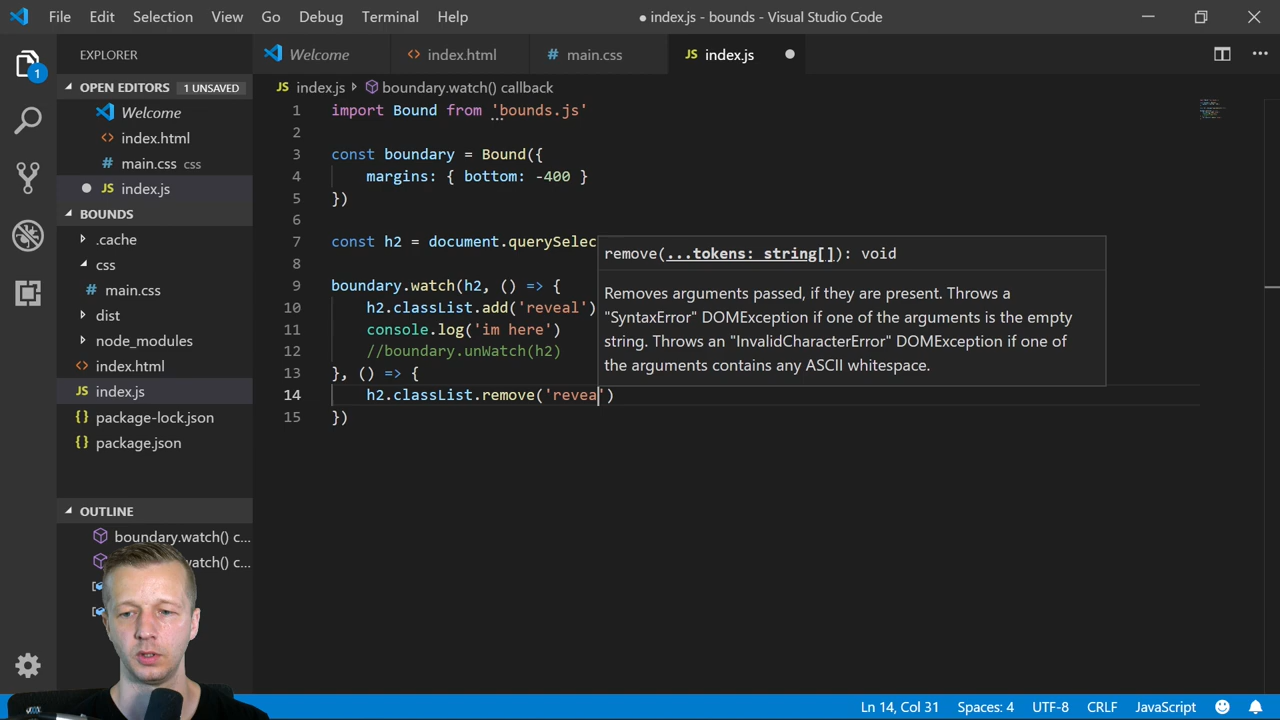 File Edit Selection View Go Debug Terminal Help
● index.js - bounds - Visual Studio Code
EXPLORER
Welcome
index.html
main.css
index.js
OPEN EDITORS 1 UNSAVED
Welcome
index.html
main.css css
index.js
BOUNDS
.cache
css
main.css
dist
node_modules
index.html
index.js
package-lock.json
package.json
OUTLINE
boundary.watch() c...
.watch() c...
index.js boundary.watch() callback
1 import Bound from 'bounds.js'
2
3 const boundary = Bound({
4 margins: { bottom: -400 }
5 })
6
7 const h2 = document.querySelec
8
9 boundary.watch(h2, () => {
10 h2.classList.add('reveal')
11 console.log('im here')
12 //boundary.unWatch(h2)
13 }, () => {
14 h2.classList.remove('revea')
15 })
remove(...tokens: string[]): void
Removes arguments passed, if they are present. Throws a
"SyntaxError" DOMException if one of the arguments is the empty
string. Throws an "InvalidCharacterError" DOMException if one of
the arguments contains any ASCII whitespace.
Ln 14, Col 31 Spaces: 4 UTF-8 CRLF JavaScript